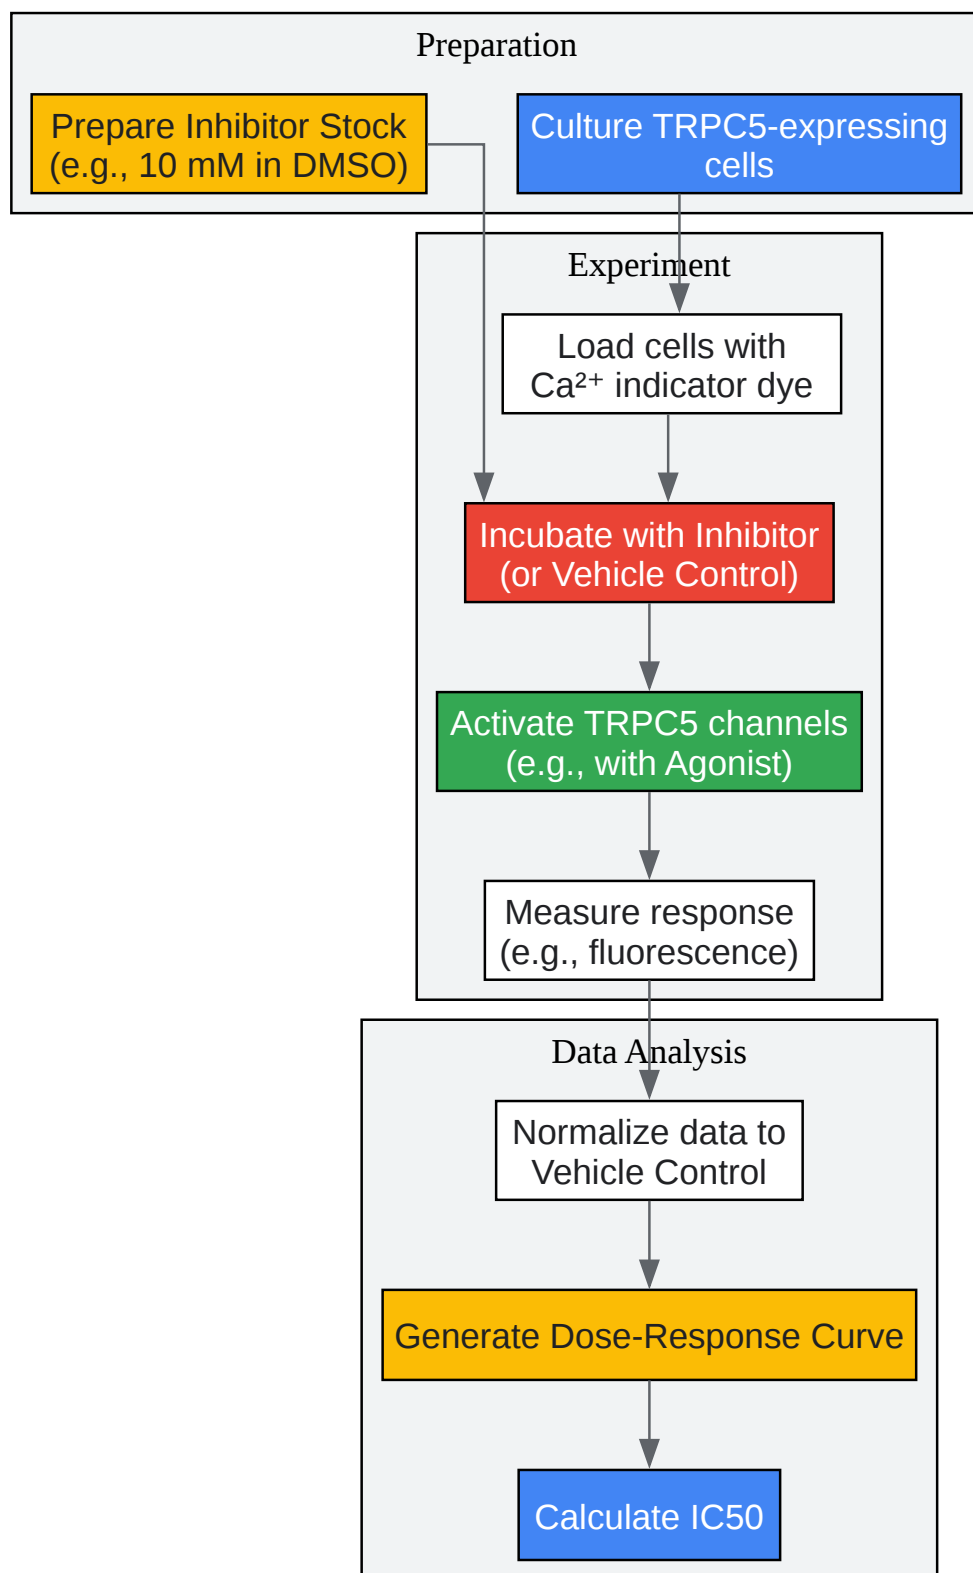 Preparation
Prepare Inhibitor Stock
(e.g., 10 mM in DMSO)
Culture TRPC5-expressing
cells
Experiment
Load cells with
Ca²⁺ indicator dye
Incubate with Inhibitor
(or Vehicle Control)
Activate TRPC5 channels
(e.g., with Agonist)
Measure response
(e.g., fluorescence)
Data Analysis
Normalize data to
Vehicle Control
Generate Dose-Response Curve
Calculate IC50